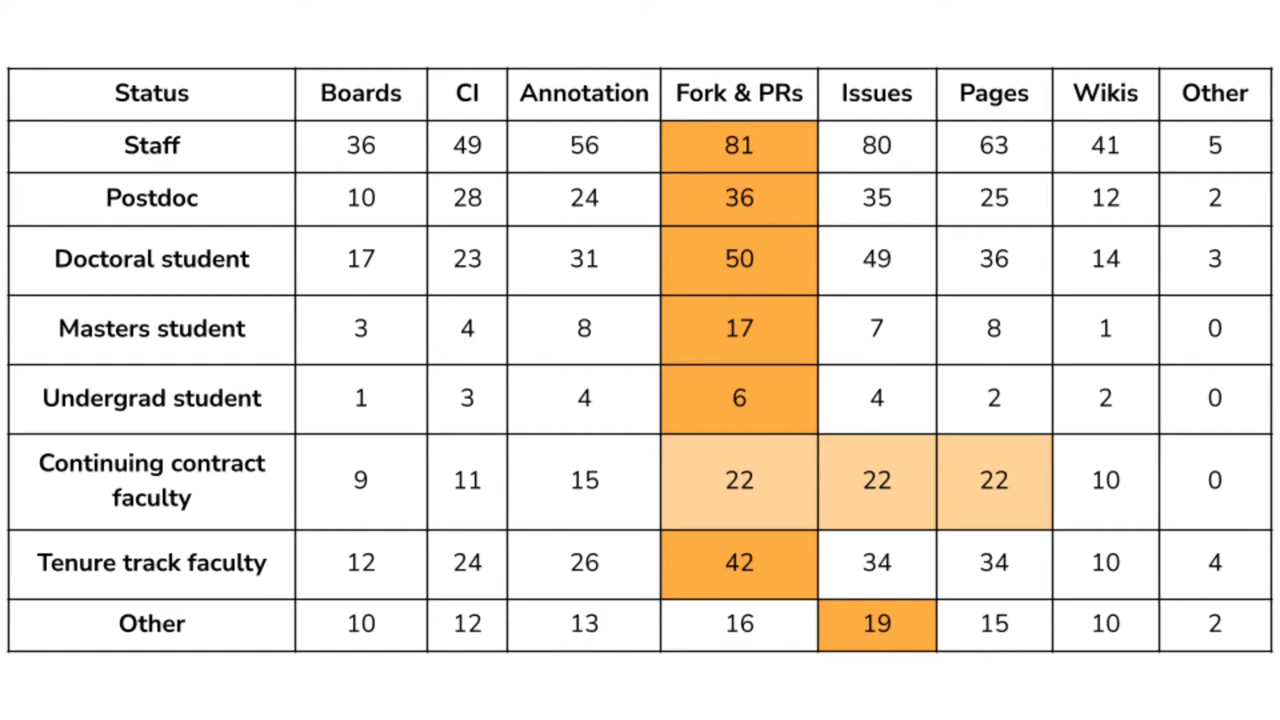 Status Boards CI Annotation Fork & PRs Issues Pages Wikis Other
Staff 36 49 56 81 80 63 41 5
Postdoc 10 28 24 36 35 25 12 2
Doctoral student 17 23 31 50 49 36 14 3
Masters student 3 4 8 17 7 8 1 0
Undergrad student 1 3 4 6 4 2 2 0
Continuing contract
faculty 9 11 15 22 22 22 10 0
Tenure track faculty 12 24 26 42 34 34 10 4
Other 10 12 13 16 19 15 10 2